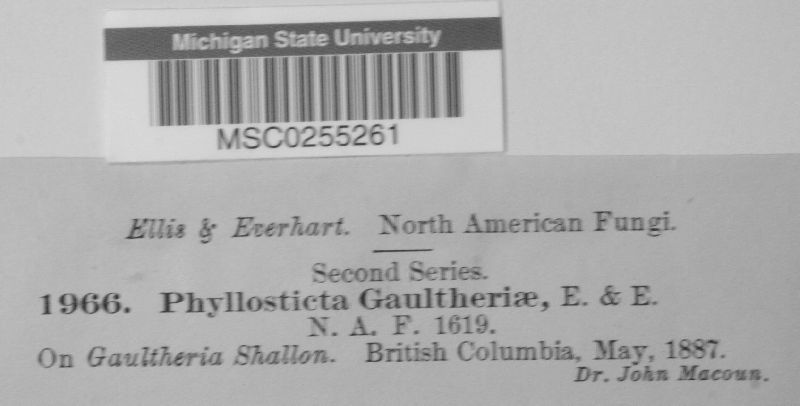 Michigan State University
MSC0255261
Ellis & Everhart. North American Fungi.
Second Series.
1966. Phyllosticta Gaultheriæ, E. & E.
N. A. F. 1619.
On Gaultheria Shallon. British Columbia, May, 1887.
Dr. John Macoun.